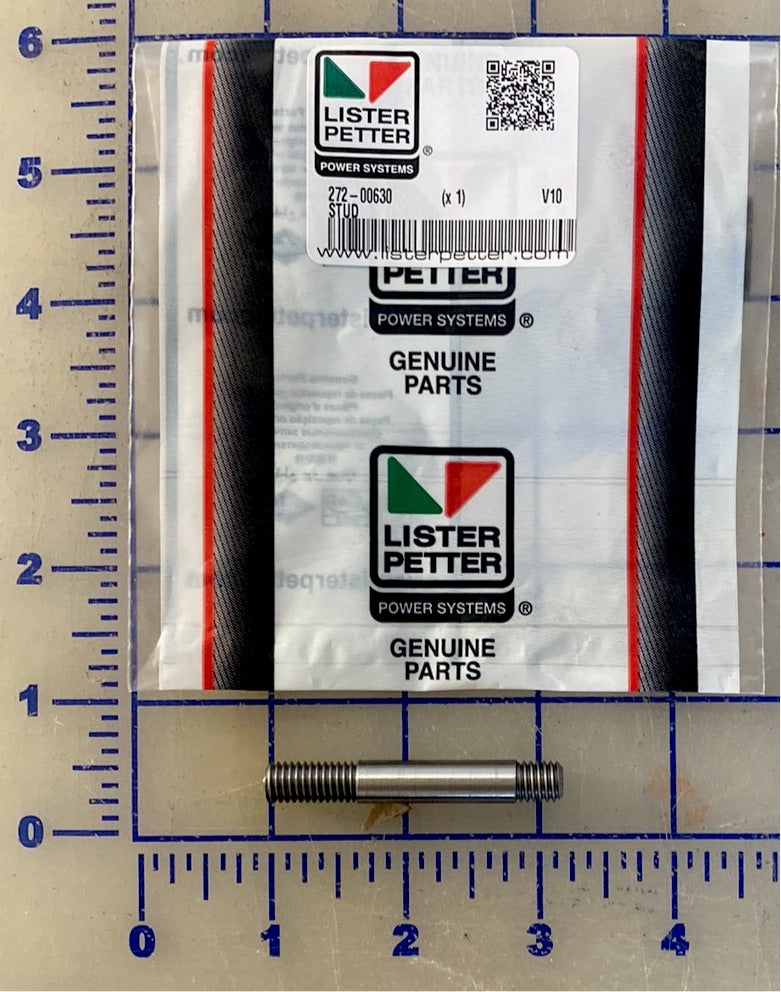 6
5
4
3
2
1
0
LISTER
PETTER
®
POWER SYSTEMS
272-00630 (x 1) V10
STUD
www.listerpetter.com
PETTER
POWER SYSTEMS ®
GENUINE
PARTS
LISTER
PETTER
POWER SYSTEMS ®
GENUINE
PARTS
0 1 2 3 4